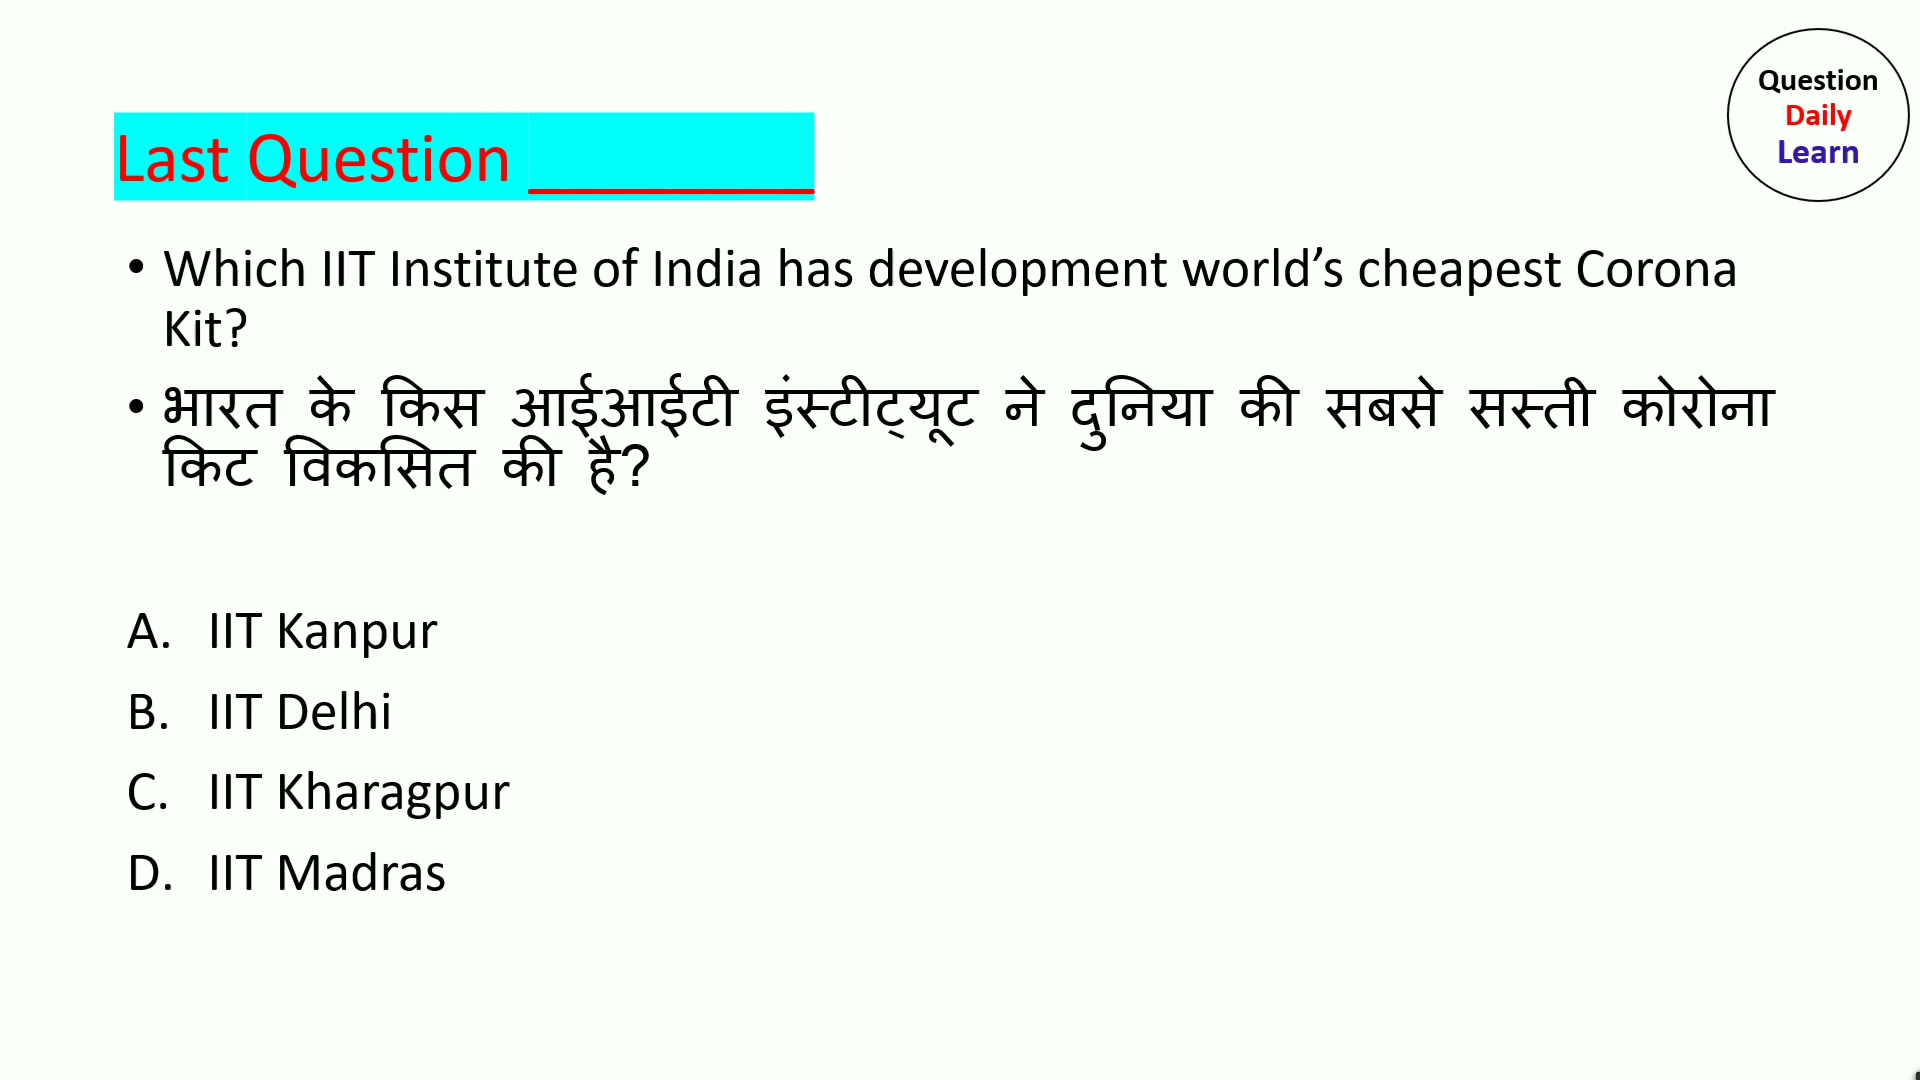 Question
Daily
Learn
Last Question ________
• Which IIT Institute of India has development world’s cheapest Corona
Kit?
• भारत के किस आईआईटी इंस्टीट्यूट ने दुनिया की सबसे सस्ती कोरोना
किट विकसित की है?
A. IIT Kanpur
B. IIT Delhi
C. IIT Kharagpur
D. IIT Madras